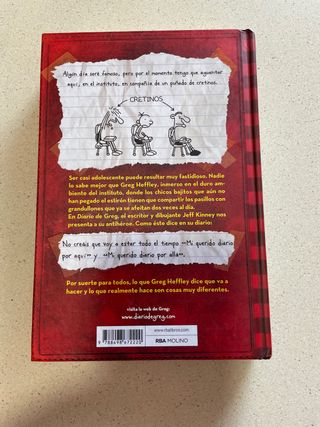 Algún día seré famoso, pero por el momento tengo que aguantar
aquí, en el instituto, en compañía de un puñado de cretinos.
CRETINOS
Ser casi adolescente puede resultar muy fastidioso. Nadie
lo sabe mejor que Greg Heffley, inmerso en el duro am-
biente del instituto, donde los chicos bajitos que aún no
han pegado el estirón tienen que compartir los pasillos con
grandullones que ya se afeitan dos veces al día.
En Diario de Greg, el escritor y dibujante Jeff Kinney nos
presenta a su antihéroe. Como éste dice en su diario:
No creáis que voy a estar todo el tiempo «Mi querido diario
por aquí» y «Mi querido diario por allá».
Por suerte para todos, lo que Greg Heffley dice que va a
hacer y lo que realmente hace son cosas muy diferentes.
visita la web de Greg:
www.diariodegreg.com
www.rbalibros.com
9 788498 672220
RBA MOLINO